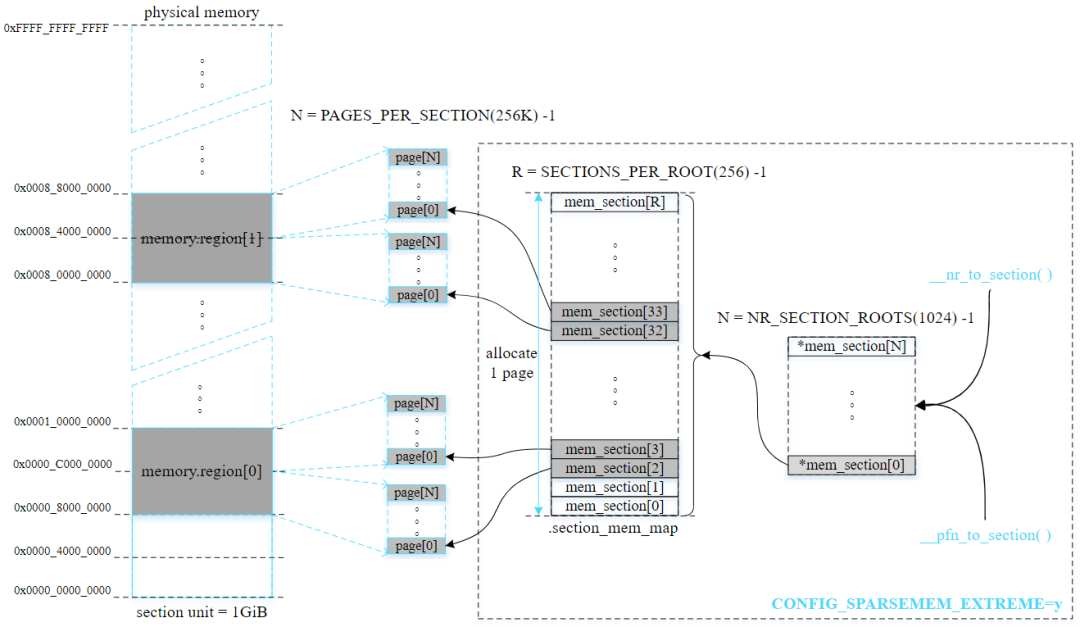 physical memory
0xFFFF_FFFF_FFFF
N = PAGES_PER_SECTION(256K) -1
page[N]
R = SECTIONS_PER_ROOT(256) -1
0x0008_8000_0000
mem_section[R]
page[0]
0x0008_4000_0000
memory.region[1]
page[N]
0x0008_0000_0000
__nr_to_section( )
page[0]
mem_section[33]
N = NR_SECTION_ROOTS(1024) -1
mem_section[32]
*mem_section[N]
allocate
1 page
page[N]
0x0001_0000_0000
mem_section[3]
page[0]
0x0000_C000_0000
memory.region[0]
mem_section[2]
*mem_section[0]
page[N]
mem_section[1]
0x0000_8000_0000
mem_section[0]
.section_mem_map
__pfn_to_section( )
page[0]
0x0000_4000_0000
0x0000_0000_0000
section unit = 1GiB
CONFIG_SPARSEMEM_EXTREME=y